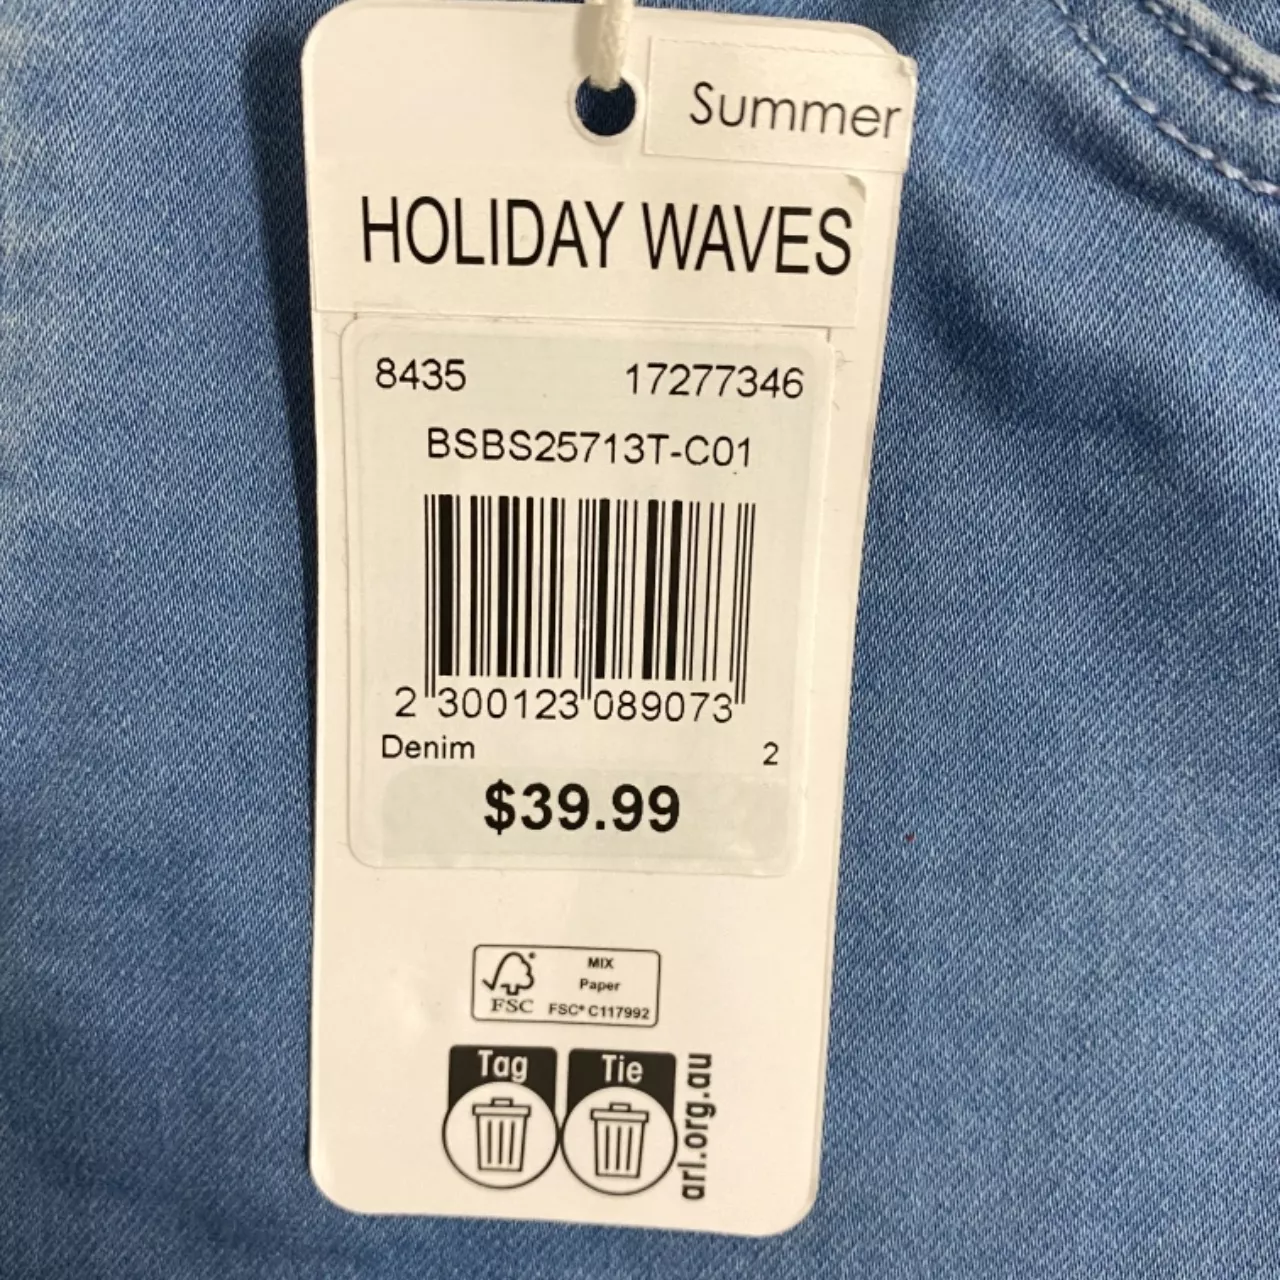 Summer
HOLIDAY WAVES
8435 17277346
BSBS25713T-C01
2 300123 089073
Denim 2
$39.99
MIX
Paper
FSC FSC® C117992
Tag Tie
arl.org.au